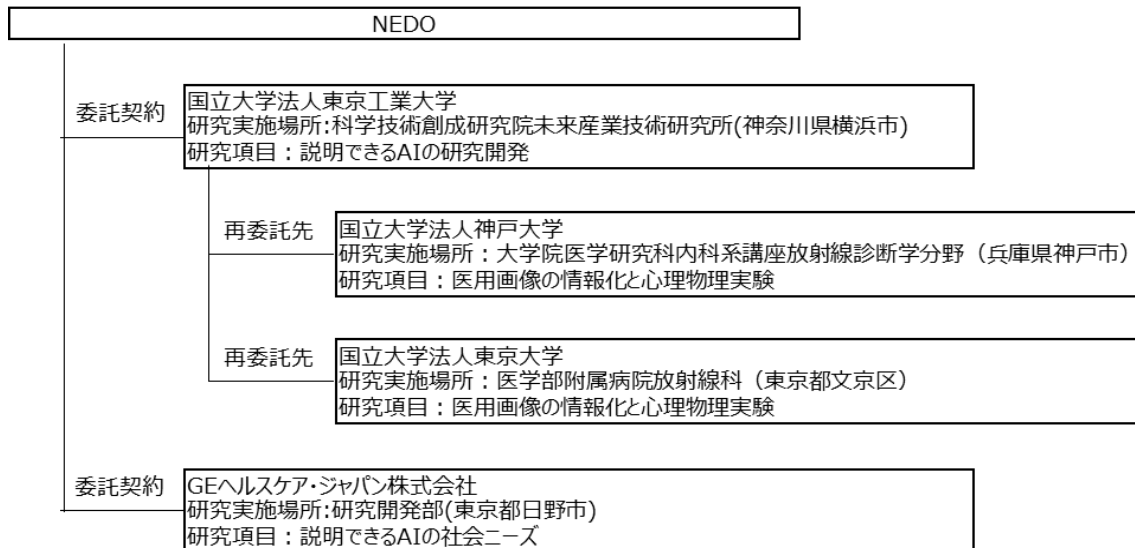 NEDO
委託契約
国立大学法人東京工業大学
研究実施場所:科学技術創成研究院未来産業技術研究所(神奈川県横浜市)
研究項目：説明できるAIの研究開発
再委託先
国立大学法人神戸大学
研究実施場所：大学院医学研究科内科系講座放射線診断学分野（兵庫県神戸市）
研究項目：医用画像の情報化と心理物理実験
再委託先
国立大学法人東京大学
研究実施場所：医学部附属病院放射線科（東京都文京区）
研究項目：医用画像の情報化と心理物理実験
委託契約
GEヘルスケア・ジャパン株式会社
研究実施場所:研究開発部(東京都日野市)
研究項目：説明できるAIの社会ニーズ